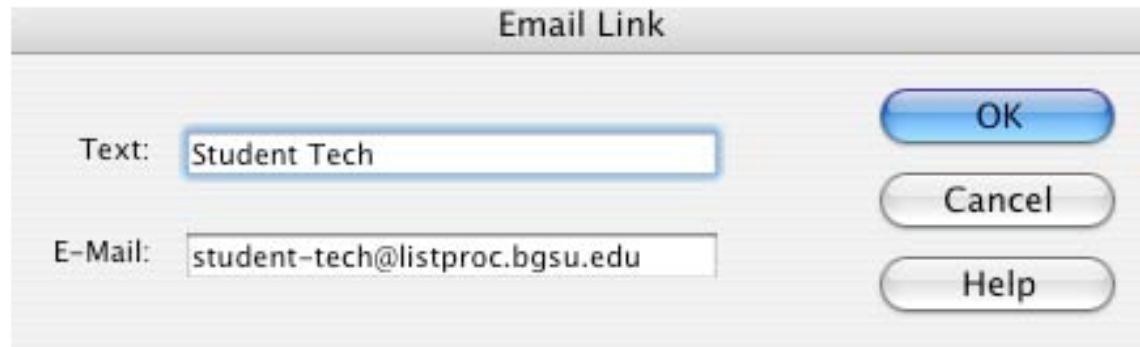 Email Link
Text: Student Tech
E-Mail: student-tech@listproc.bgsu.edu
OK
Cancel
Help